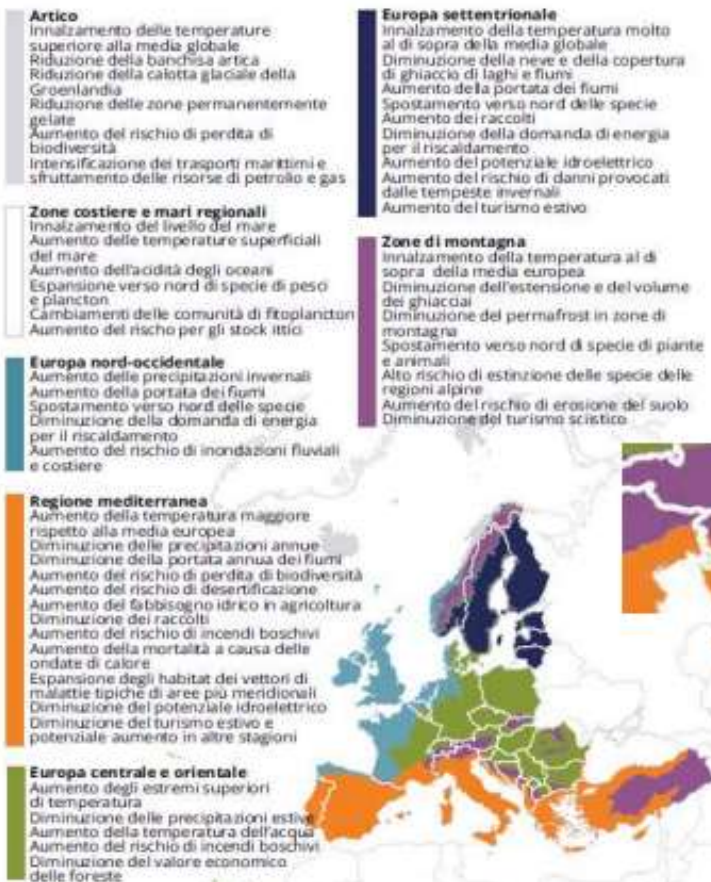 Artico
Innalzamento delle temperature
superiore alla media globale
Riduzione della banchisa artica
Riduzione della calotta glaciale della
Groenlandia
Riduzione delle zone permanentemente
gelate
Aumento del rischio di perdita di
biodiversità
Intensificazione dei trasporti marittimi e
sfruttamento delle risorse di petrolio e gas
Zone costiere e mari regionali
Innalzamento del livello del mare
Aumento delle temperature superficiali
del mare
Aumento dell'acidità degli oceani
Espansione verso nord di specie di pesci
e plancton
Cambiamenti delle comunità di fitoplancton
Aumento del rischo per gli stock ittici
Europa nord-occidentale
Aumento delle precipitazioni invernali
Aumento della portata dei fiumi
Spostamento verso nord delle specie
Diminuzione della domanda di energia
per il riscaldamento
Aumento del rischio di inondazioni fluviali
e costiere
Regione mediterranea
Aumento della temperatura maggiore
rispetto alla media europea
Diminuzione delle precipitazioni annue
Diminuzione della portata annua dei fiumi
Aumento del rischio di perdita di biodiversità
Aumento del rischio di desertificazione
Aumento del fabbisogno idrico in agricoltura
Diminuzione dei raccolti
Aumento del rischio di incendi boschivi
Aumento della mortalità a causa delle
ondate di calore
Espansione degli habitat dei vettori di
malattie tipiche di aree più meridionali
Diminuzione del potenziale idroelettrico
Diminuzione del turismo estivo e
potenziale aumento in altre stagioni
Europa centrale e orientale
Aumento degli estremi superiori
di temperatura
Diminuzione delle precipitazioni estive
Aumento della temperatura dell'acqua
Aumento del rischio di incendi boschivi
Diminuzione del valore economico
delle foreste
Europa settentrionale
Innalzamento della temperatura molto
al di sopra della media globale
Diminuzione della neve e della copertura
di ghiaccio di laghi e fiumi
Aumento della portata dei fiumi
Spostamento verso nord delle specie
Aumento dei raccolti
Diminuzione della domanda di energia
per il riscaldamento
Aumento del potenziale idroelettrico
Aumento del rischio di danni provocati
dalle tempeste invernali
Aumento del turismo estivo
Zone di montagna
Innalzamento della temperatura al di
sopra della media europea
Diminuzione dell'estensione e del volume
dei ghiacciai
Diminuzione del permafrost in zone di
montagna
Spostamento verso nord di specie di piante
e animali
Alto rischio di estinzione delle specie delle
regioni alpine
Aumento del rischio di erosione del suolo
Diminuzione del turismo sciistico